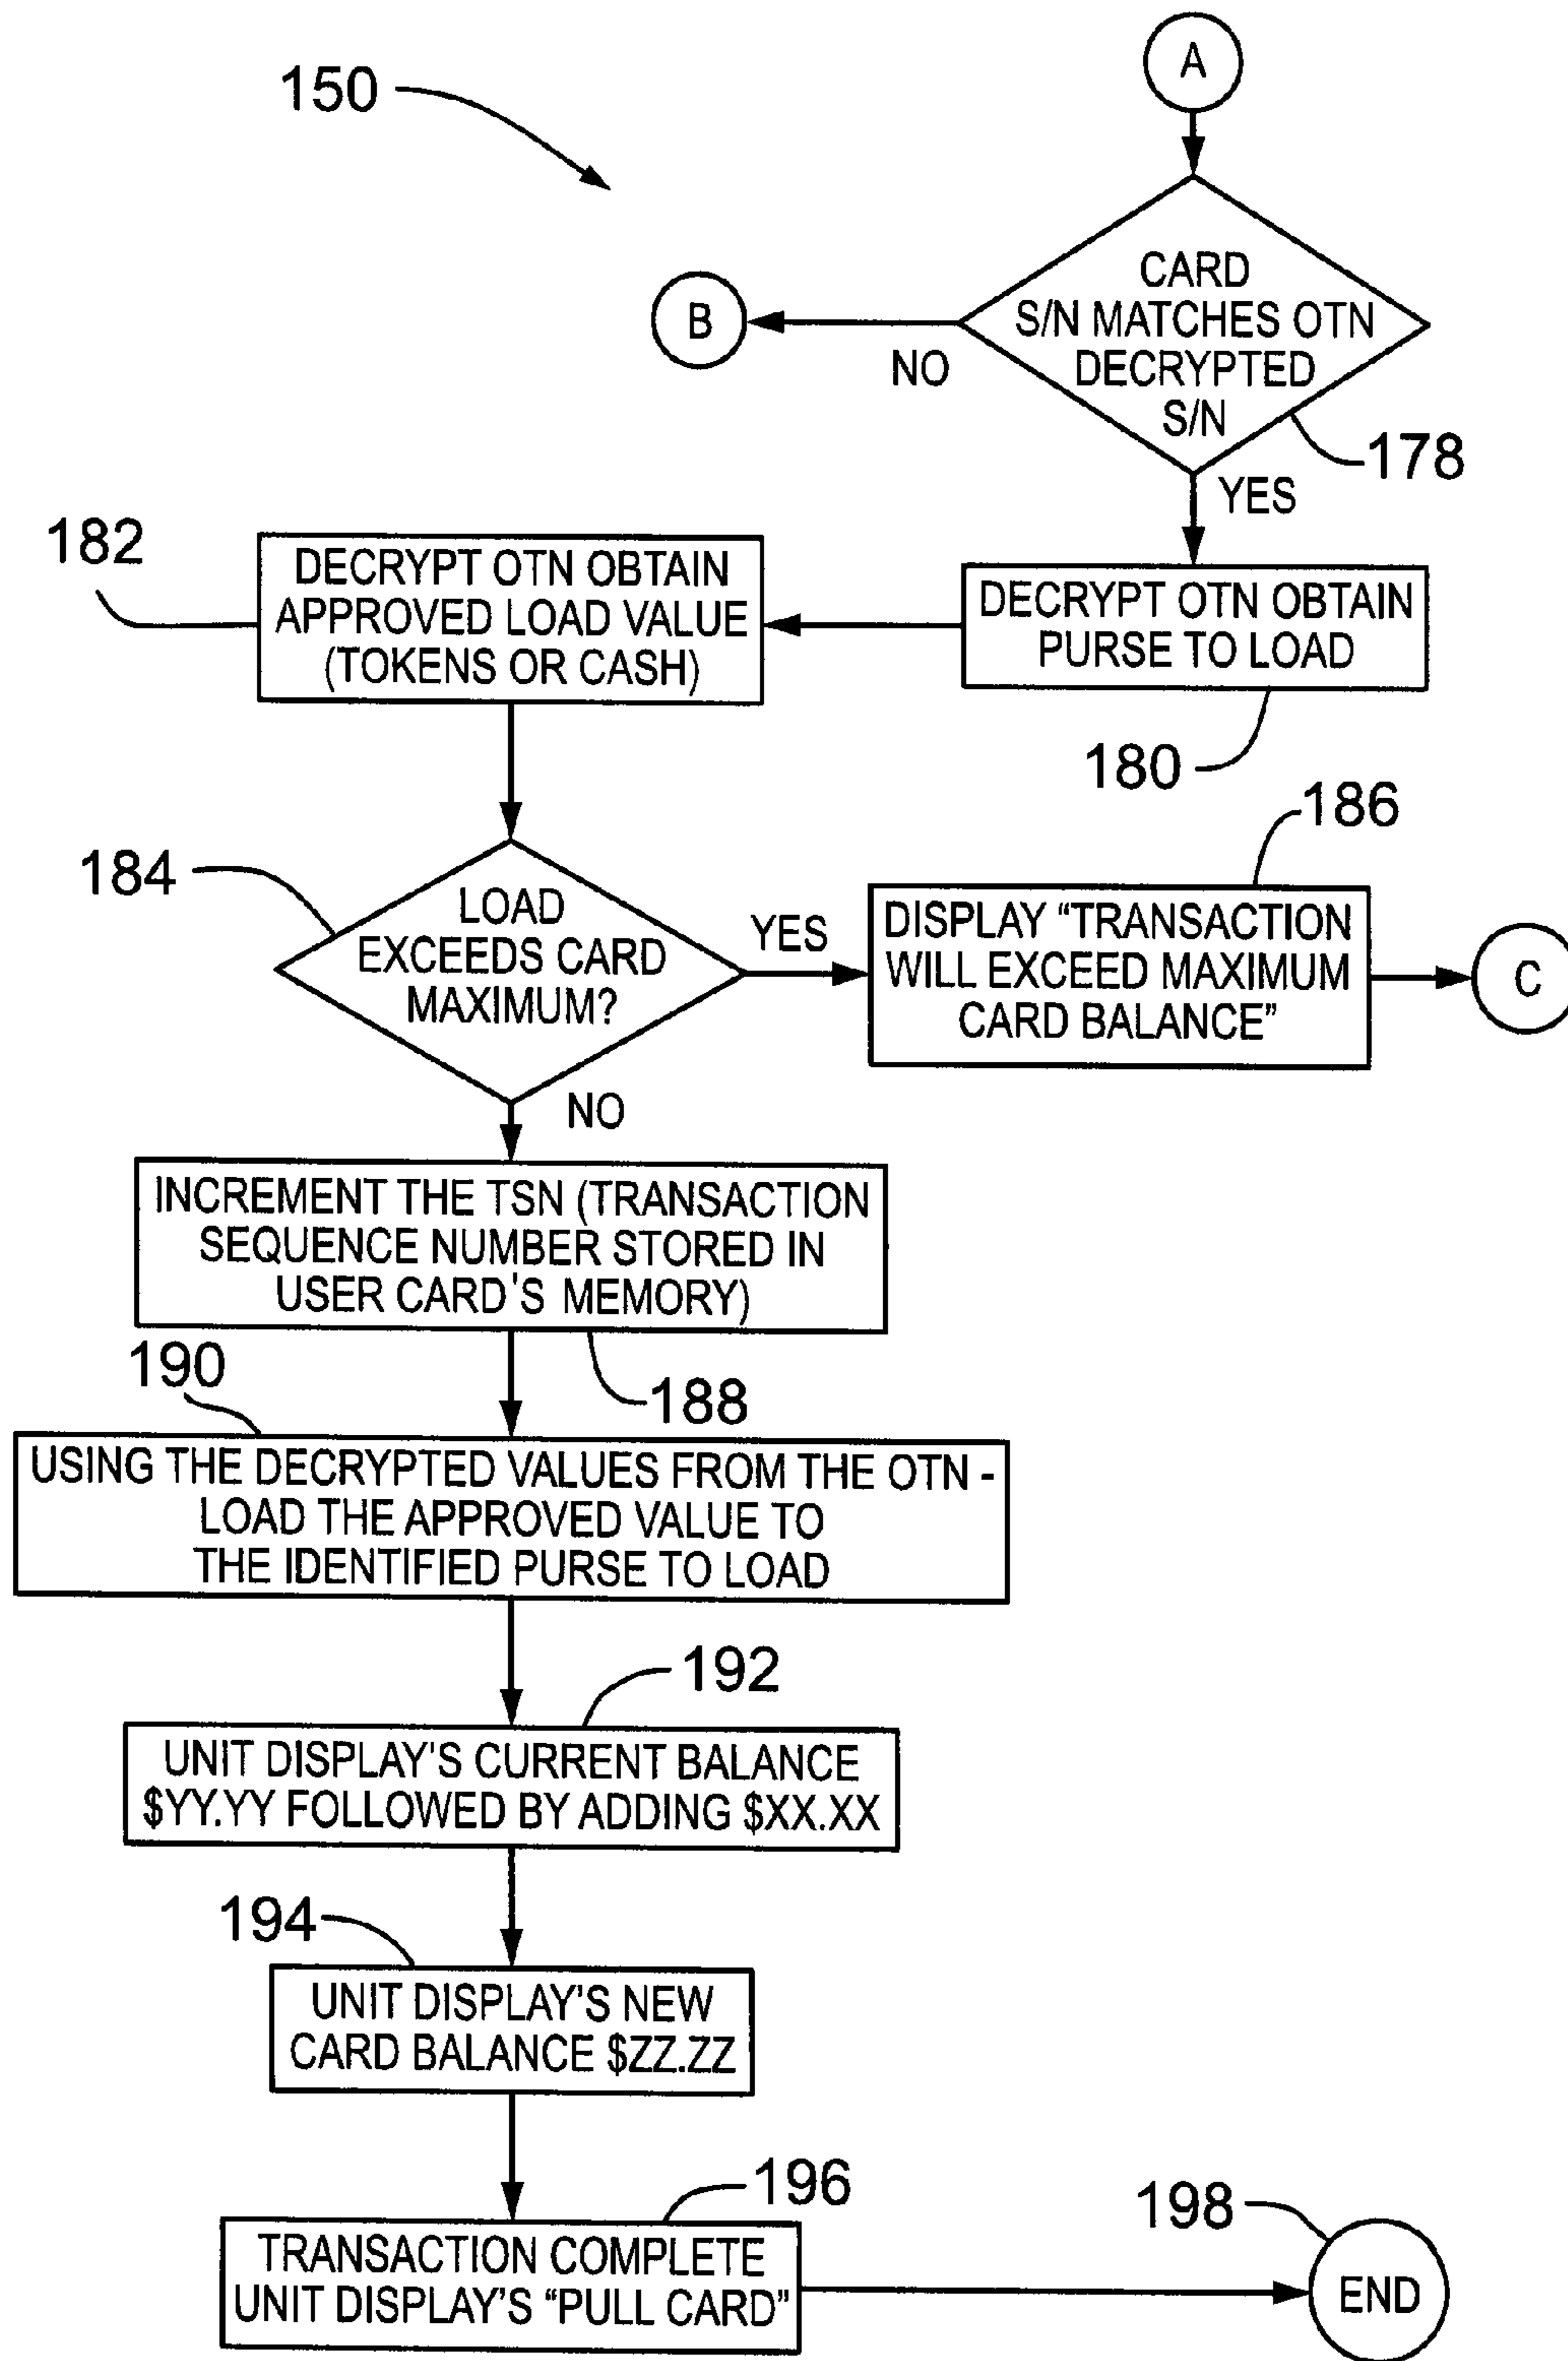 150
A
CARD
S/N MATCHES OTN
DECRYPTED
S/N
B
NO
178
YES
182
DECRYPT OTN OBTAIN
APPROVED LOAD VALUE
(TOKENS OR CASH)
DECRYPT OTN OBTAIN
PURSE TO LOAD
180
186
184
LOAD
EXCEEDS CARD
MAXIMUM?
YES
DISPLAY “TRANSACTION
WILL EXCEED MAXIMUM
CARD BALANCE”
C
NO
INCREMENT THE TSN (TRANSACTION
SEQUENCE NUMBER STORED IN
USER CARD'S MEMORY)
190
188
USING THE DECRYPTED VALUES FROM THE OTN -
LOAD THE APPROVED VALUE TO
THE IDENTIFIED PURSE TO LOAD
192
UNIT DISPLAY'S CURRENT BALANCE
$YY.YY FOLLOWED BY ADDING $XX.XX
194
UNIT DISPLAY'S NEW
CARD BALANCE $ZZ.ZZ
196
198
TRANSACTION COMPLETE
UNIT DISPLAY'S “PULL CARD”
END